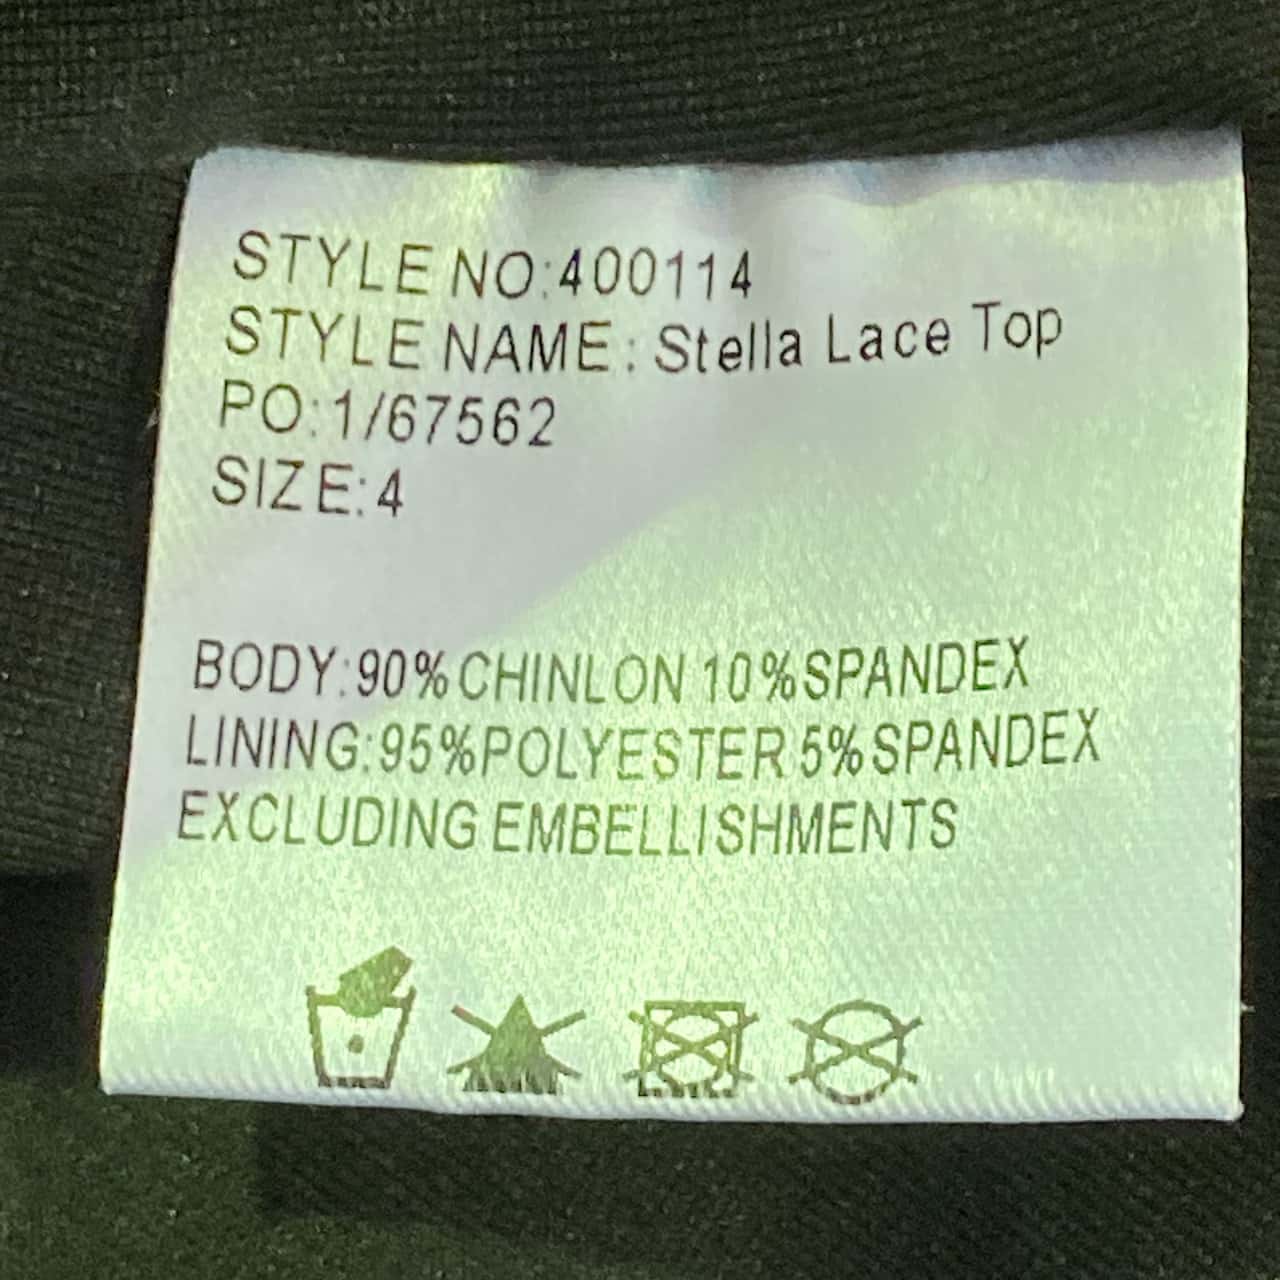 STYLE NO:400114
STYLE NAME: Stella Lace Top
PO:1/67562
SIZE:4
BODY:90%CHINLON 10%SPANDEX
LINING:95%POLYESTER 5%SPANDEX
EXCLUDING EMBELLISHMENTS